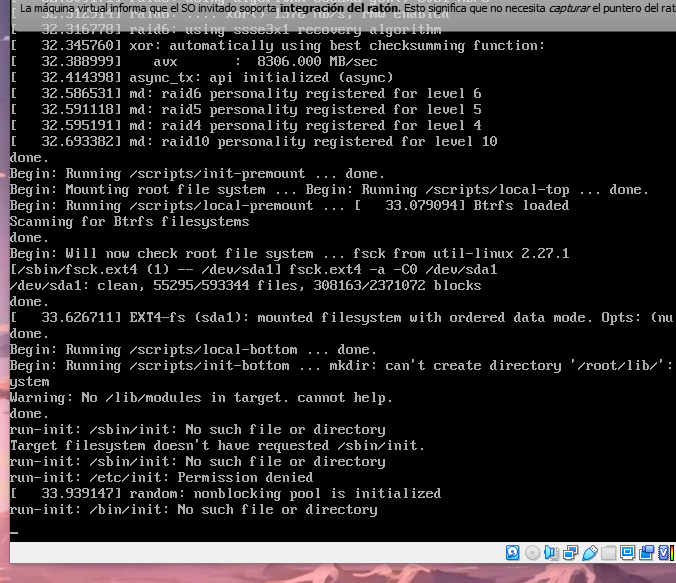 La máquina virtual informa que el SO invitado soporta integración del ratón. Esto significa que no necesita capturar el puntero del rat
[   32.316778] raid6: using ssse3x1 recovery algorithm
[   32.345760] xor: automatically using best checksumming function:
[   32.388999]    avx       :  8306.000 MB/sec
[   32.414398] async_tx: api initialized (async)
[   32.586531] md: raid6 personality registered for level 6
[   32.591118] md: raid5 personality registered for level 5
[   32.595191] md: raid4 personality registered for level 4
[   32.693382] md: raid10 personality registered for level 10
done.
Begin: Running /scripts/init-premount ... done.
Begin: Mounting root file system ... Begin: Running /scripts/local-top ... done.
Begin: Running /scripts/local-premount ... [   33.079094] Btrfs loaded
Scanning for Btrfs filesystems
done.
Begin: Will now check root file system ... fsck from util-linux 2.27.1
[/sbin/fsck.ext4 (1) -- /dev/sda1] fsck.ext4 -a -C0 /dev/sda1
/dev/sda1: clean, 55295/593344 files, 308163/2371072 blocks
done.
[   33.626711] EXT4-fs (sda1): mounted filesystem with ordered data mode. Opts: (nu
done.
Begin: Running /scripts/local-bottom ... done.
Begin: Running /scripts/init-bottom ... mkdir: can't create directory '/root/lib/':
ystem
Warning: No /lib/modules in target. cannot help.
done.
run-init: /sbin/init: No such file or directory
Target filesystem doesn't have requested /sbin/init.
run-init: /sbin/init: No such file or directory
run-init: /etc/init: Permission denied
[   33.939147] random: nonblocking pool is initialized
run-init: /bin/init: No such file or directory